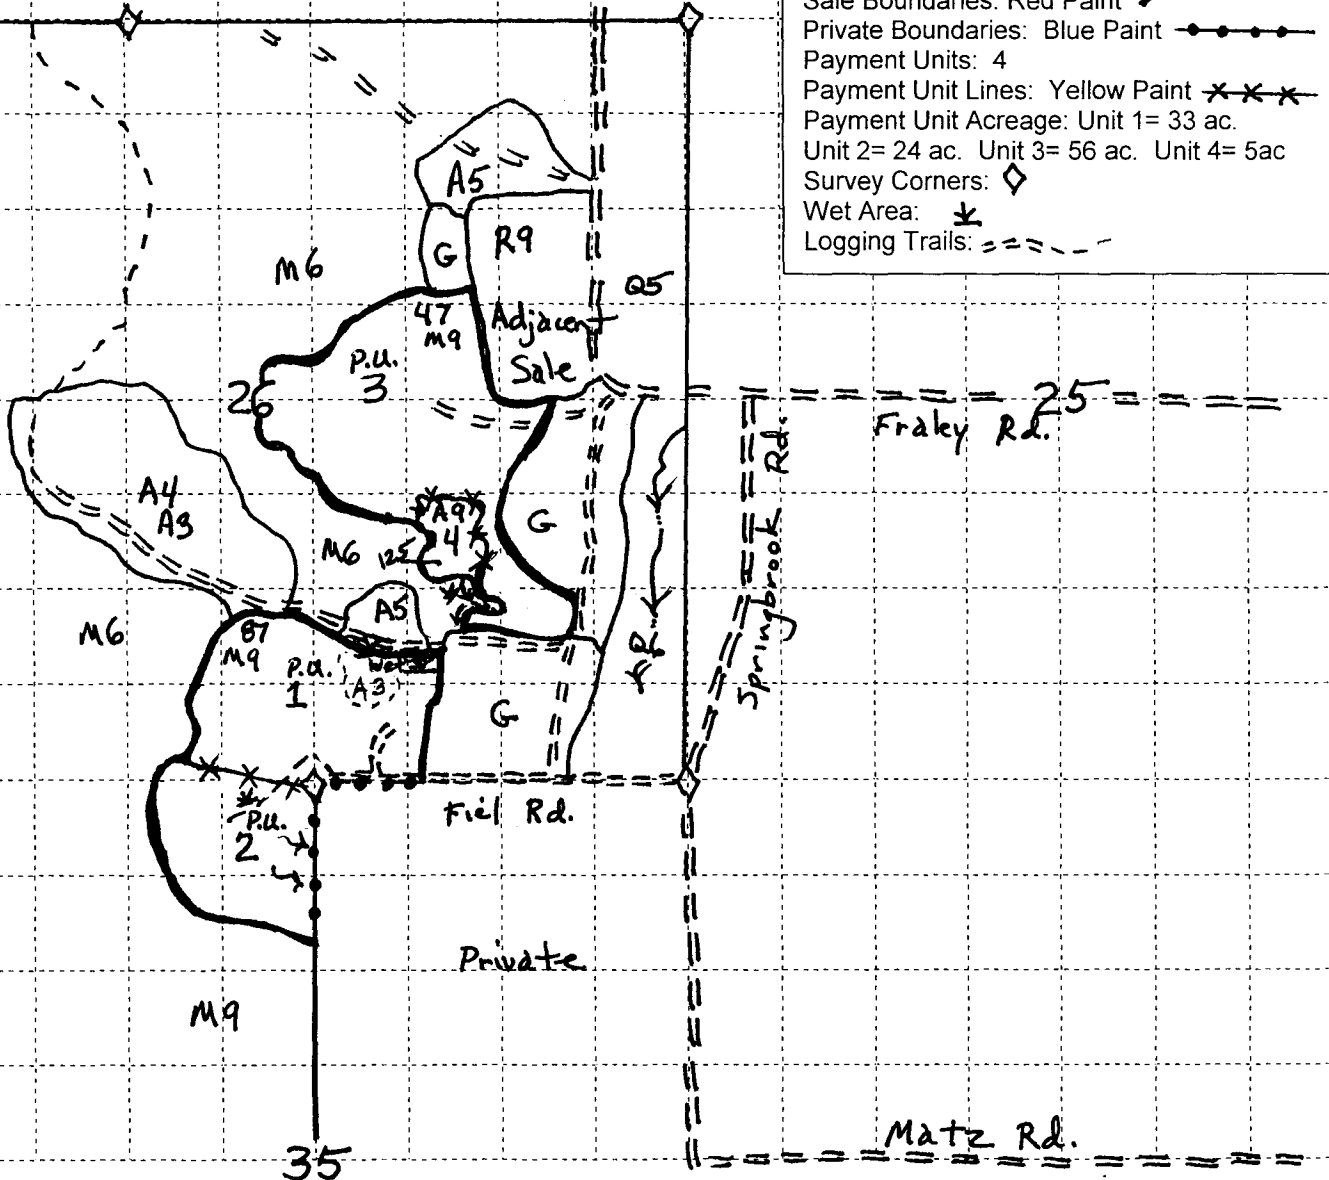 Sale Boundaries: Red Paint
Private Boundaries: Blue Paint
Payment Units: 4
Payment Unit Lines: Yellow Paint
Payment Unit Acreage: Unit 1= 33 ac.
Unit 2= 24 ac. Unit 3= 56 ac. Unit 4= 5ac
Survey Corners:
Wet Area:
Logging Trails:
A5
G
R9
M6
Q5
47
M9
Adjacent
Sale
P.U.
3
26
25
Fraley Rd.
Springbrook Rd.
A4
A3
A9
4
G
M6
125
A5
M6
87
M9
P.U.
1
Wet
A3
Q6
G
Fiel Rd.
P.U.
2
Private
M9
35
Matz Rd.